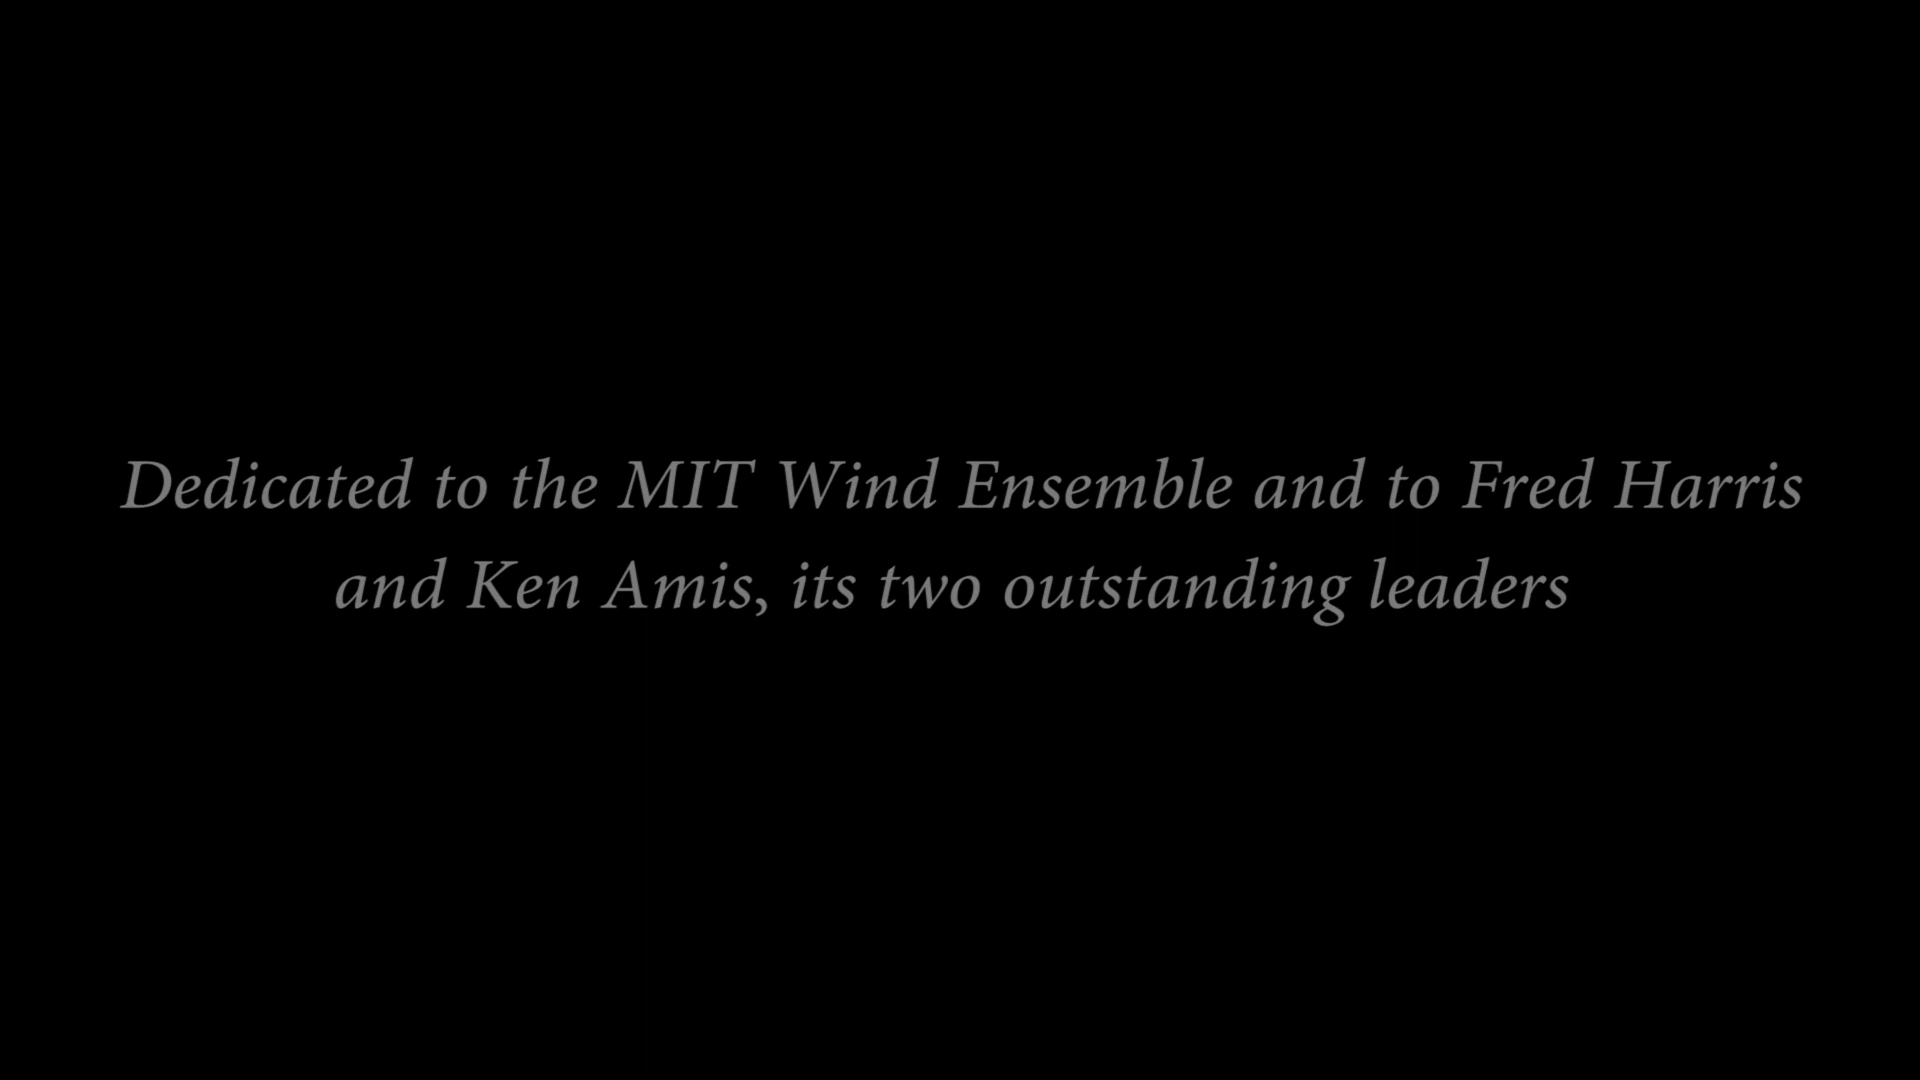 Dedicated to the MIT Wind Ensemble and to Fred Harris
and Ken Amis, its two outstanding leaders